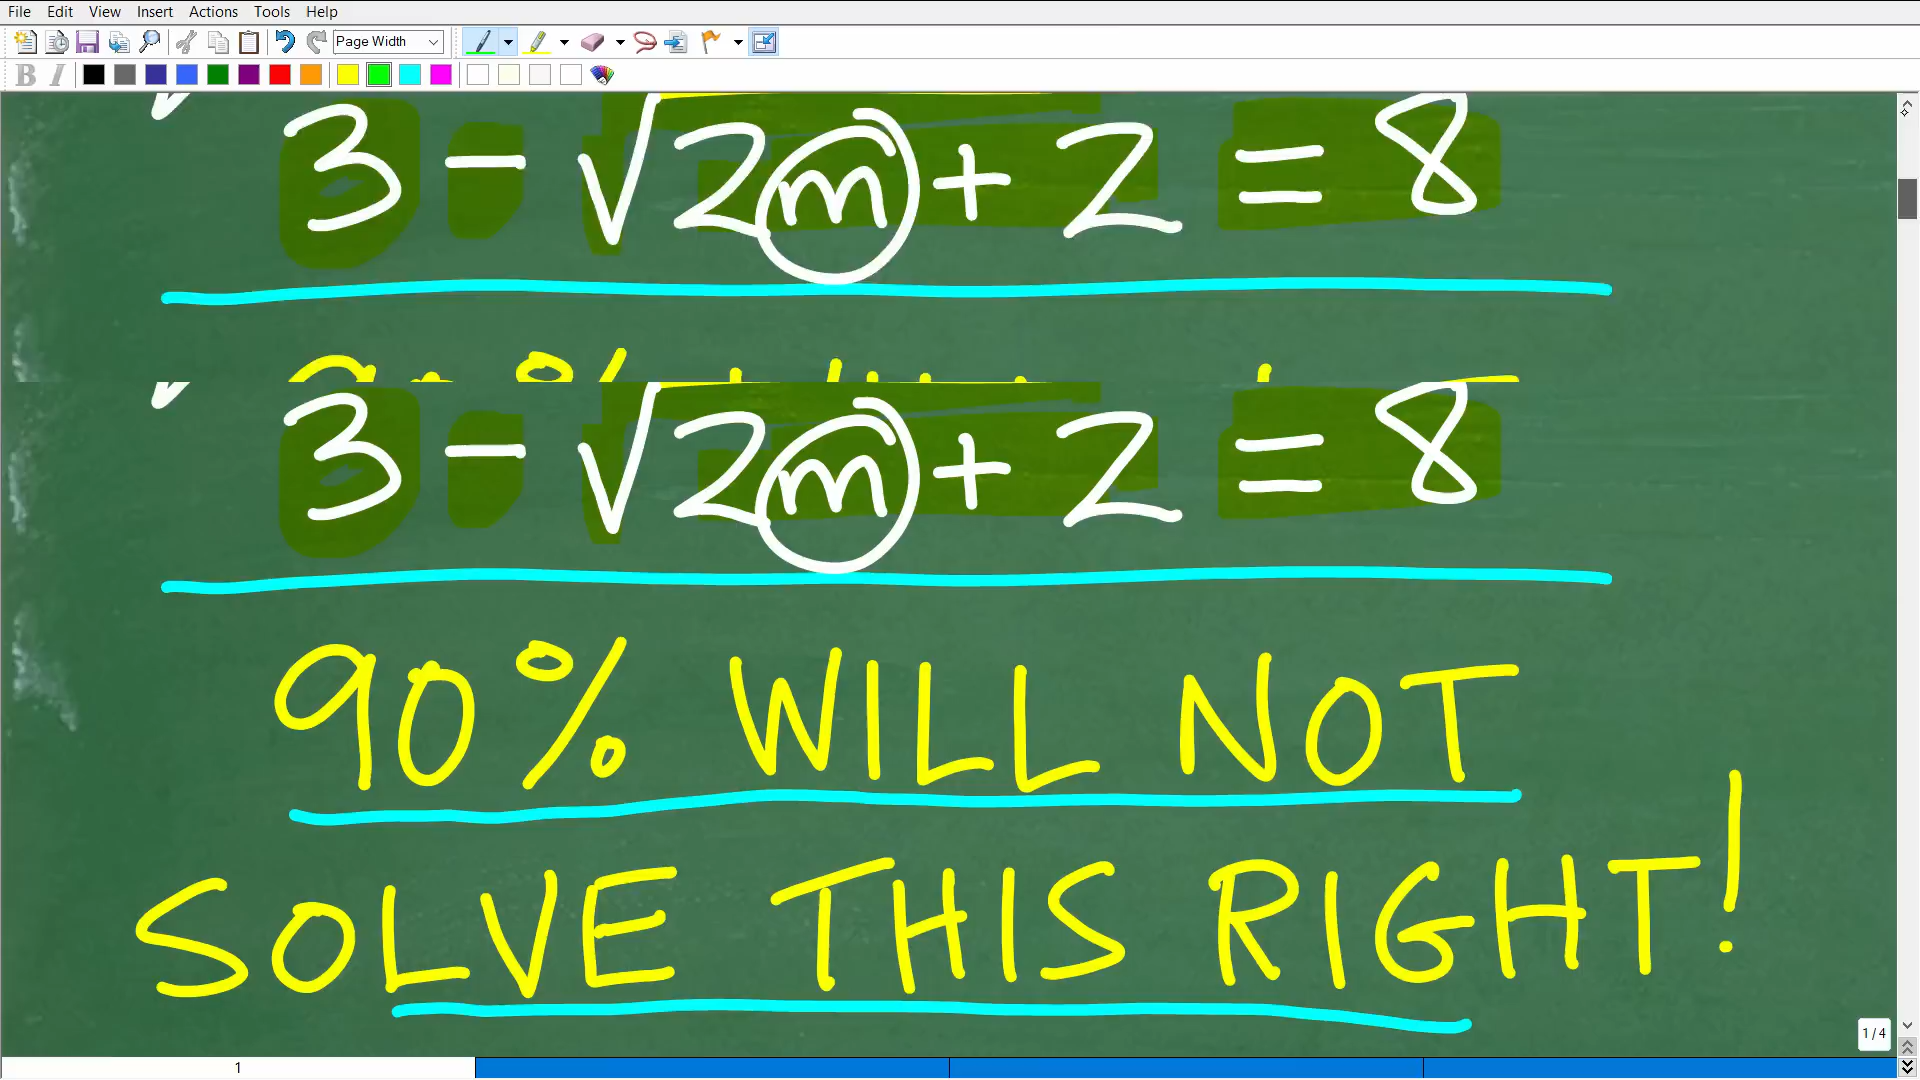 File Edit View Insert Actions Tools Help
Page Width
B I
3 - √2m + 2 = 8
3 - √2m + 2 = 8
90% WILL NOT
SOLVE THIS RIGHT!
1 / 4
1